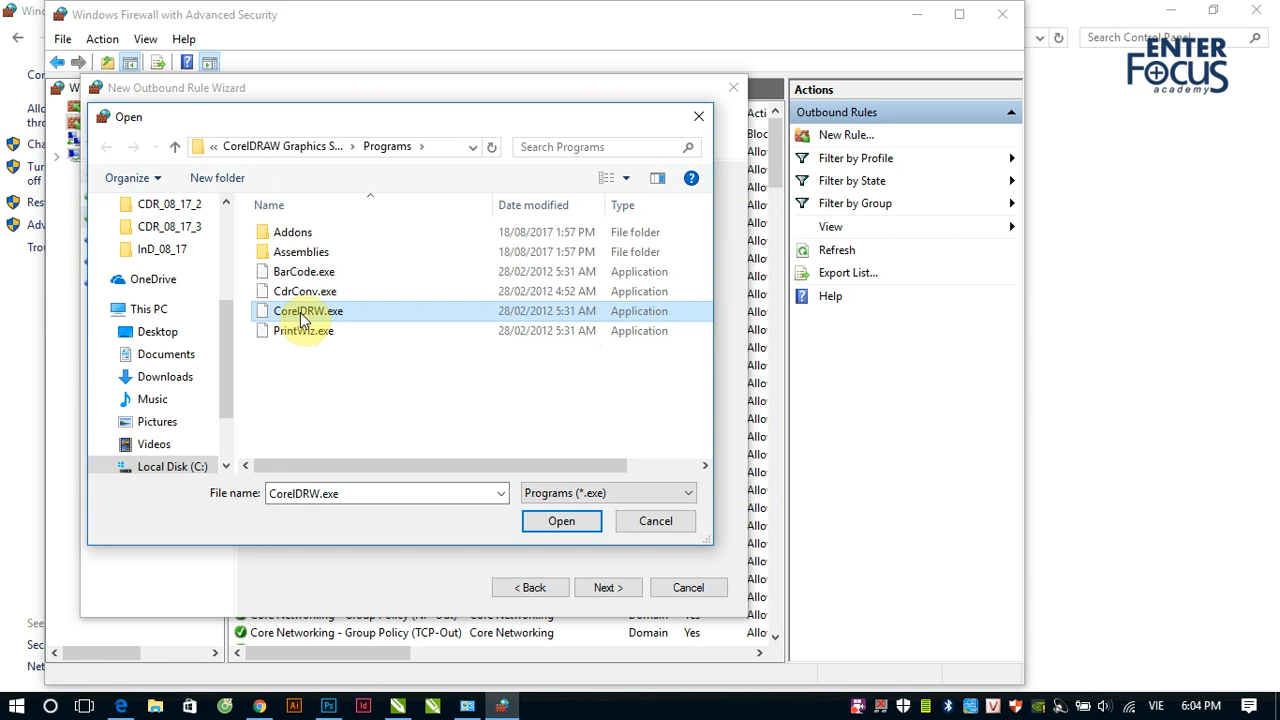 Windows Firewall with Advanced Security
File Action View Help
Search Control Panel
ENTER
FOCUS
academy
New Outbound Rule Wizard
Open
« CorelDRAW Graphics S... Programs
Search Programs
Organize
New folder
Name
Date modified
Type
CDR_08_17_2
CDR_08_17_3
InD_08_17
OneDrive
This PC
Desktop
Documents
Downloads
Music
Pictures
Videos
Local Disk (C:)
Addons 18/08/2017 1:57 PM File folder
Assemblies 18/08/2017 1:57 PM File folder
BarCode.exe 28/02/2012 5:31 AM Application
CdrConv.exe 28/02/2012 4:52 AM Application
CorelDRW.exe 28/02/2012 5:31 AM Application
PrintWiz.exe 28/02/2012 5:31 AM Application
File name: CorelDRW.exe
Programs (*.exe)
Open
Cancel
< Back
Next >
Cancel
Core Networking - Group Policy (TCP-Out) Core Networking Domain Yes
Actions
Outbound Rules
New Rule...
Filter by Profile
Filter by State
Filter by Group
View
Refresh
Export List...
Help
VIE 6:04 PM